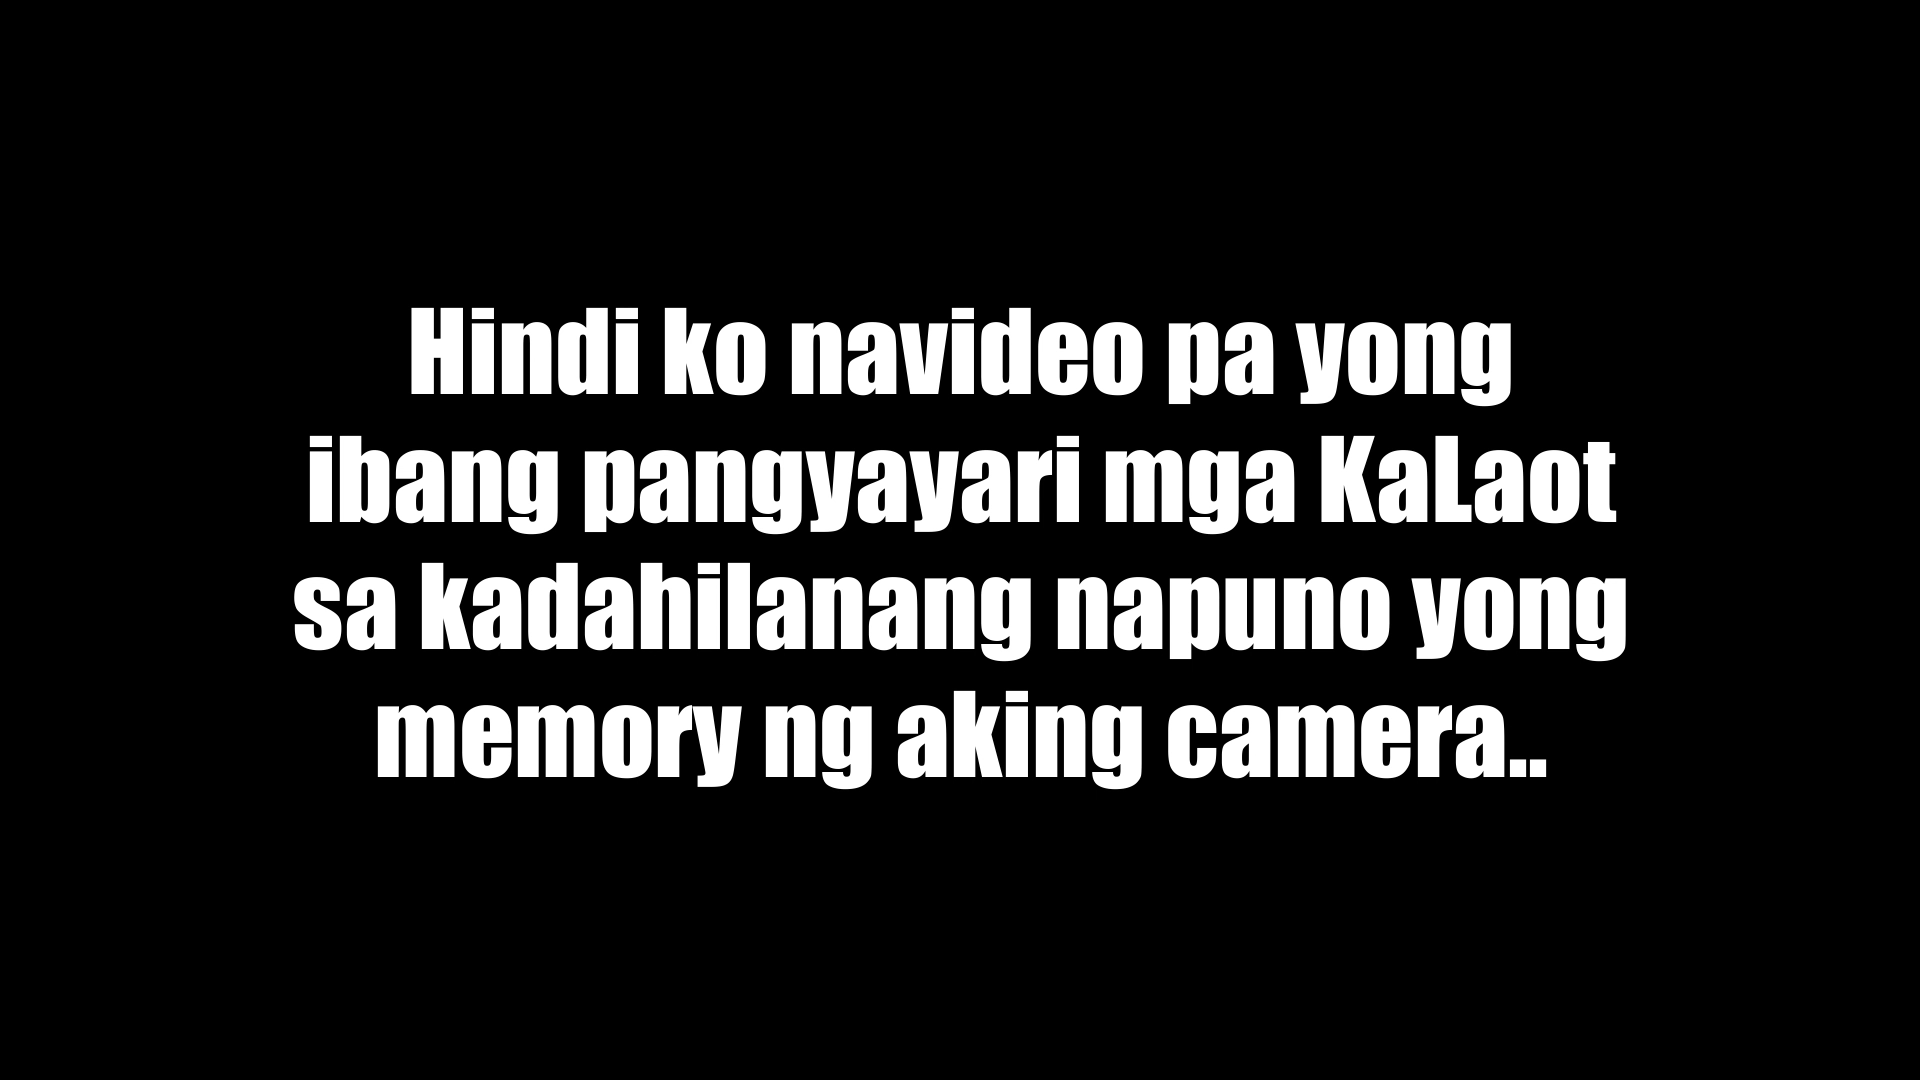 Hindi ko navideo pa yong
ibang pangyayari mga KaLaot
sa kadahilanang napuno yong
memory ng aking camera..